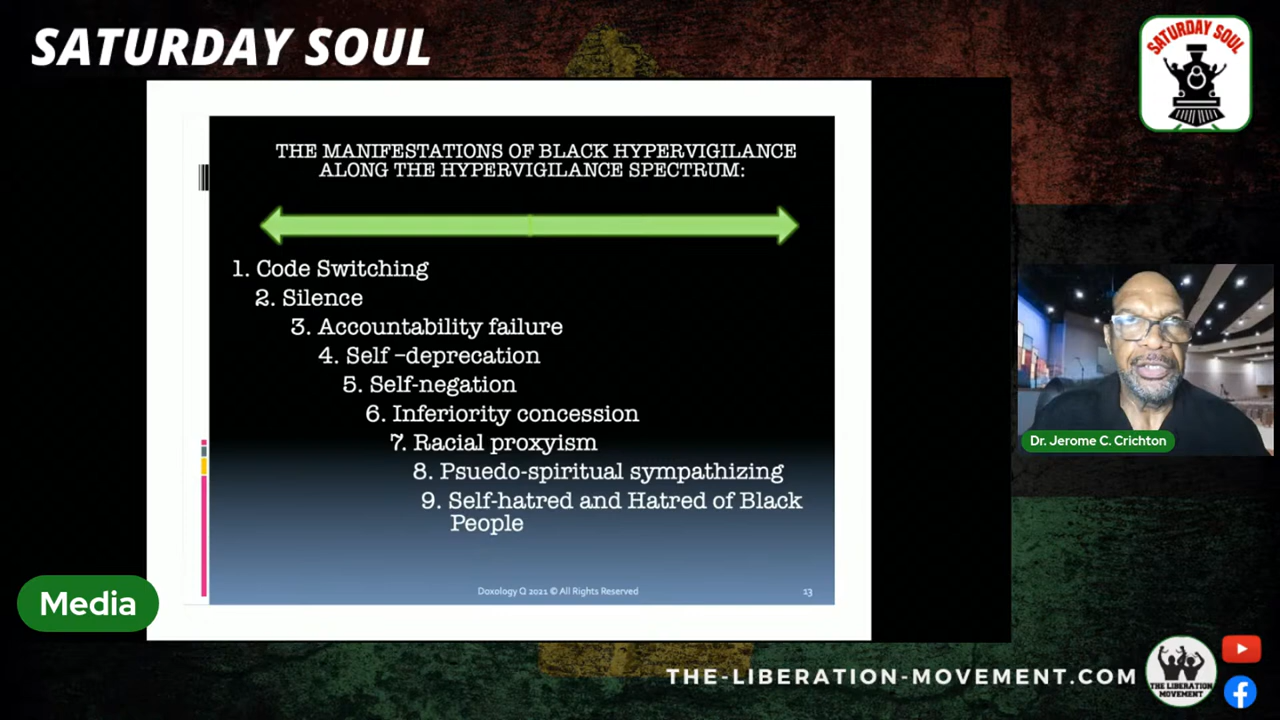 SATURDAY SOUL
SATURDAY SOUL
THE MANIFESTATIONS OF BLACK HYPERVIGILANCE
ALONG THE HYPERVIGILANCE SPECTRUM:
1. Code Switching
2. Silence
3. Accountability failure
4. Self –deprecation
5. Self-negation
6. Inferiority concession
7. Racial proxyism
8. Psuedo-spiritual sympathizing
9. Self-hatred and Hatred of Black
People
Doxology Q 2021 © All Rights Reserved
13
Dr. Jerome C. Crichton
Media
THE-LIBERATION-MOVEMENT.COM
THE LIBERATION
MOVEMENT